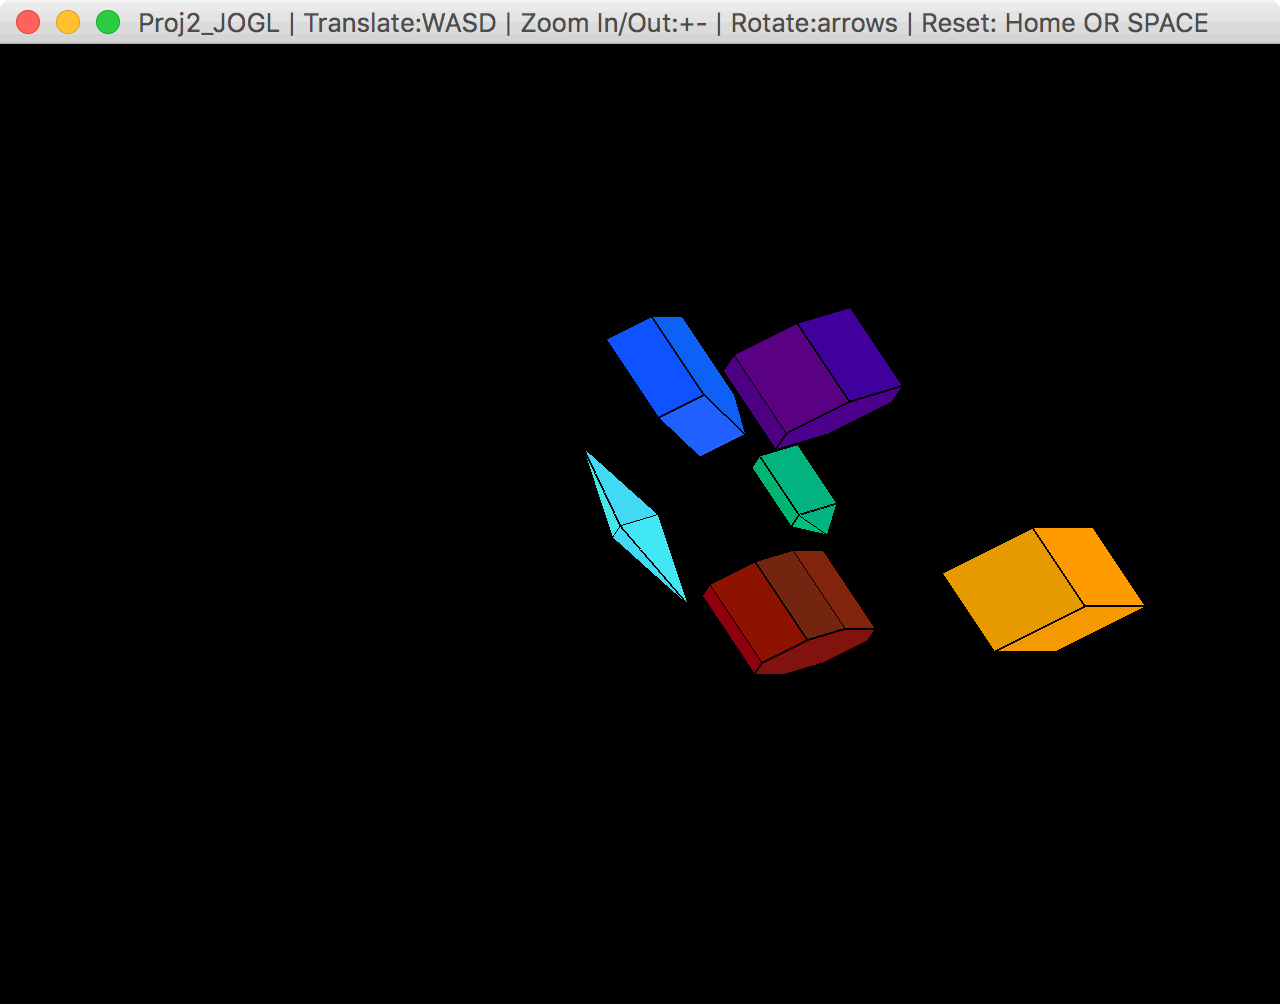 Proj2_JOGL | Translate:WASD | Zoom In/Out:+- | Rotate:arrows | Reset: Home OR SPACE